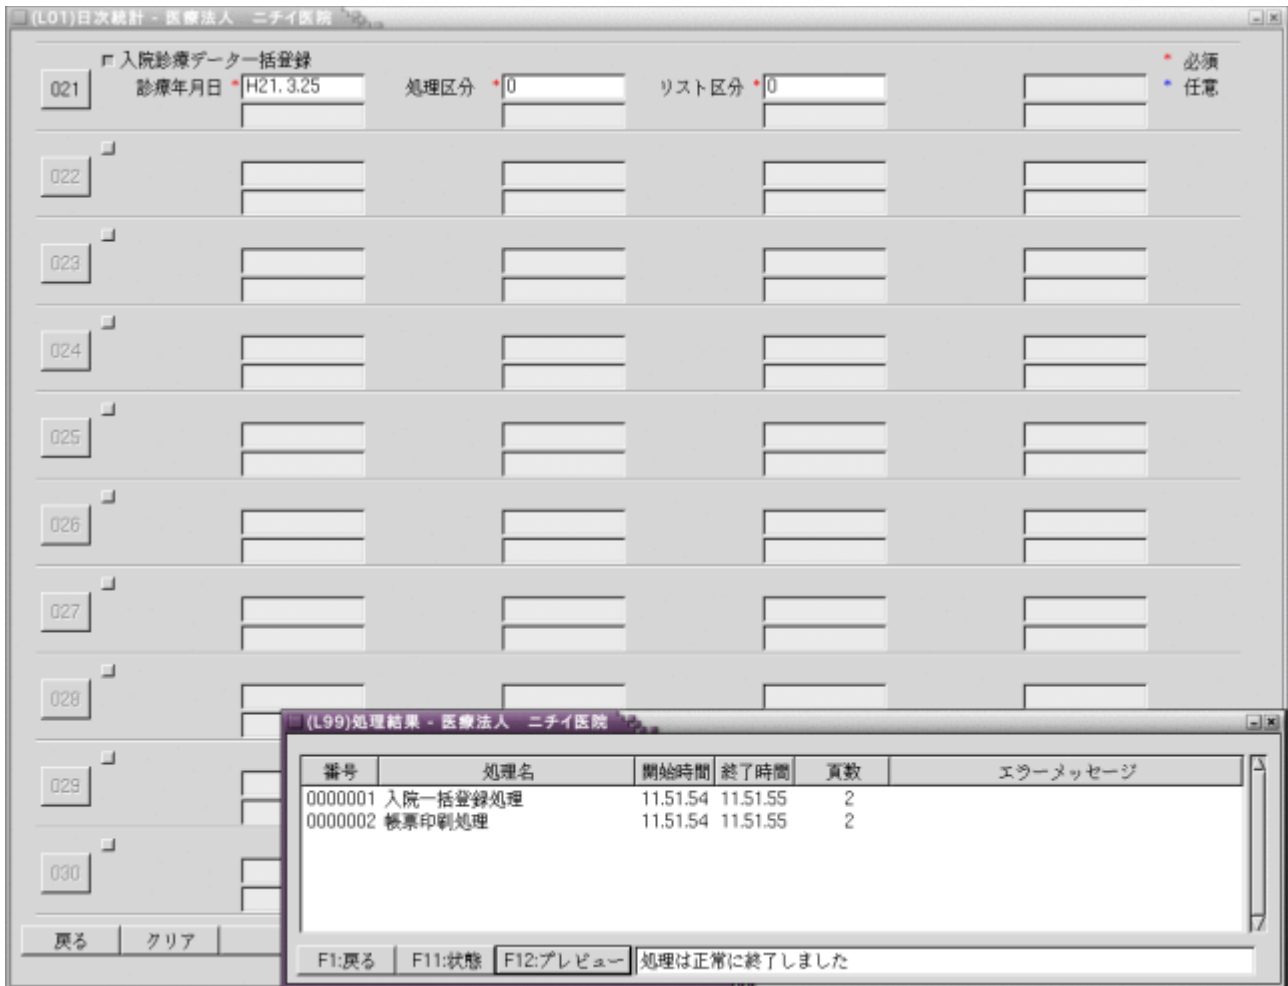 (L01)日次統計 - 医療法人　ニチイ医院
入院診療データ一括登録 * 必須
021 診療年月日 * H21. 3.25 処理区分 * 0 リスト区分 * 0 * 任意
022
023
024
025
026
027
028
(L99)処理結果 - 医療法人　ニチイ医院
029
番号 処理名 開始時間 終了時間 頁数 エラーメッセージ
0000001 入院一括登録処理 11.51.54 11.51.55 2
0000002 帳票印刷処理 11.51.54 11.51.55 2
030
戻る クリア
F1:戻る F11:状態 F12:プレビュー 処理は正常に終了しました